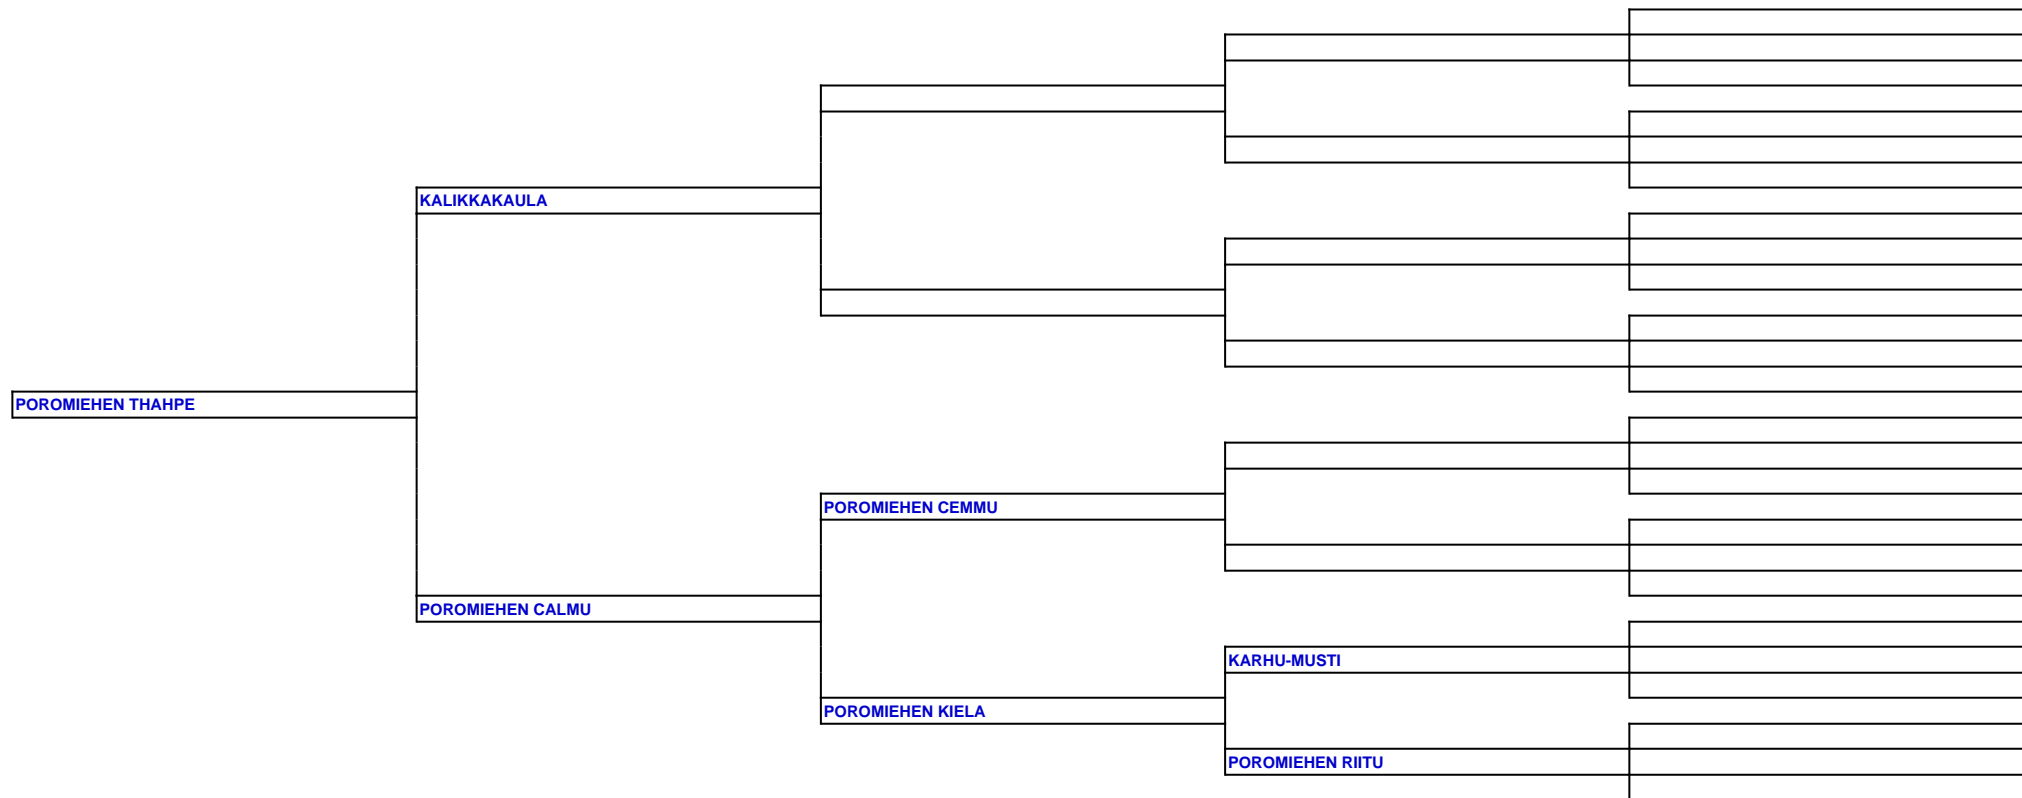 KALIKKAKAULA
POROMIEHEN THAHPE
POROMIEHEN CEMMU
POROMIEHEN CALMU
KARHU-MUSTI
POROMIEHEN KIELA
POROMIEHEN RIITU